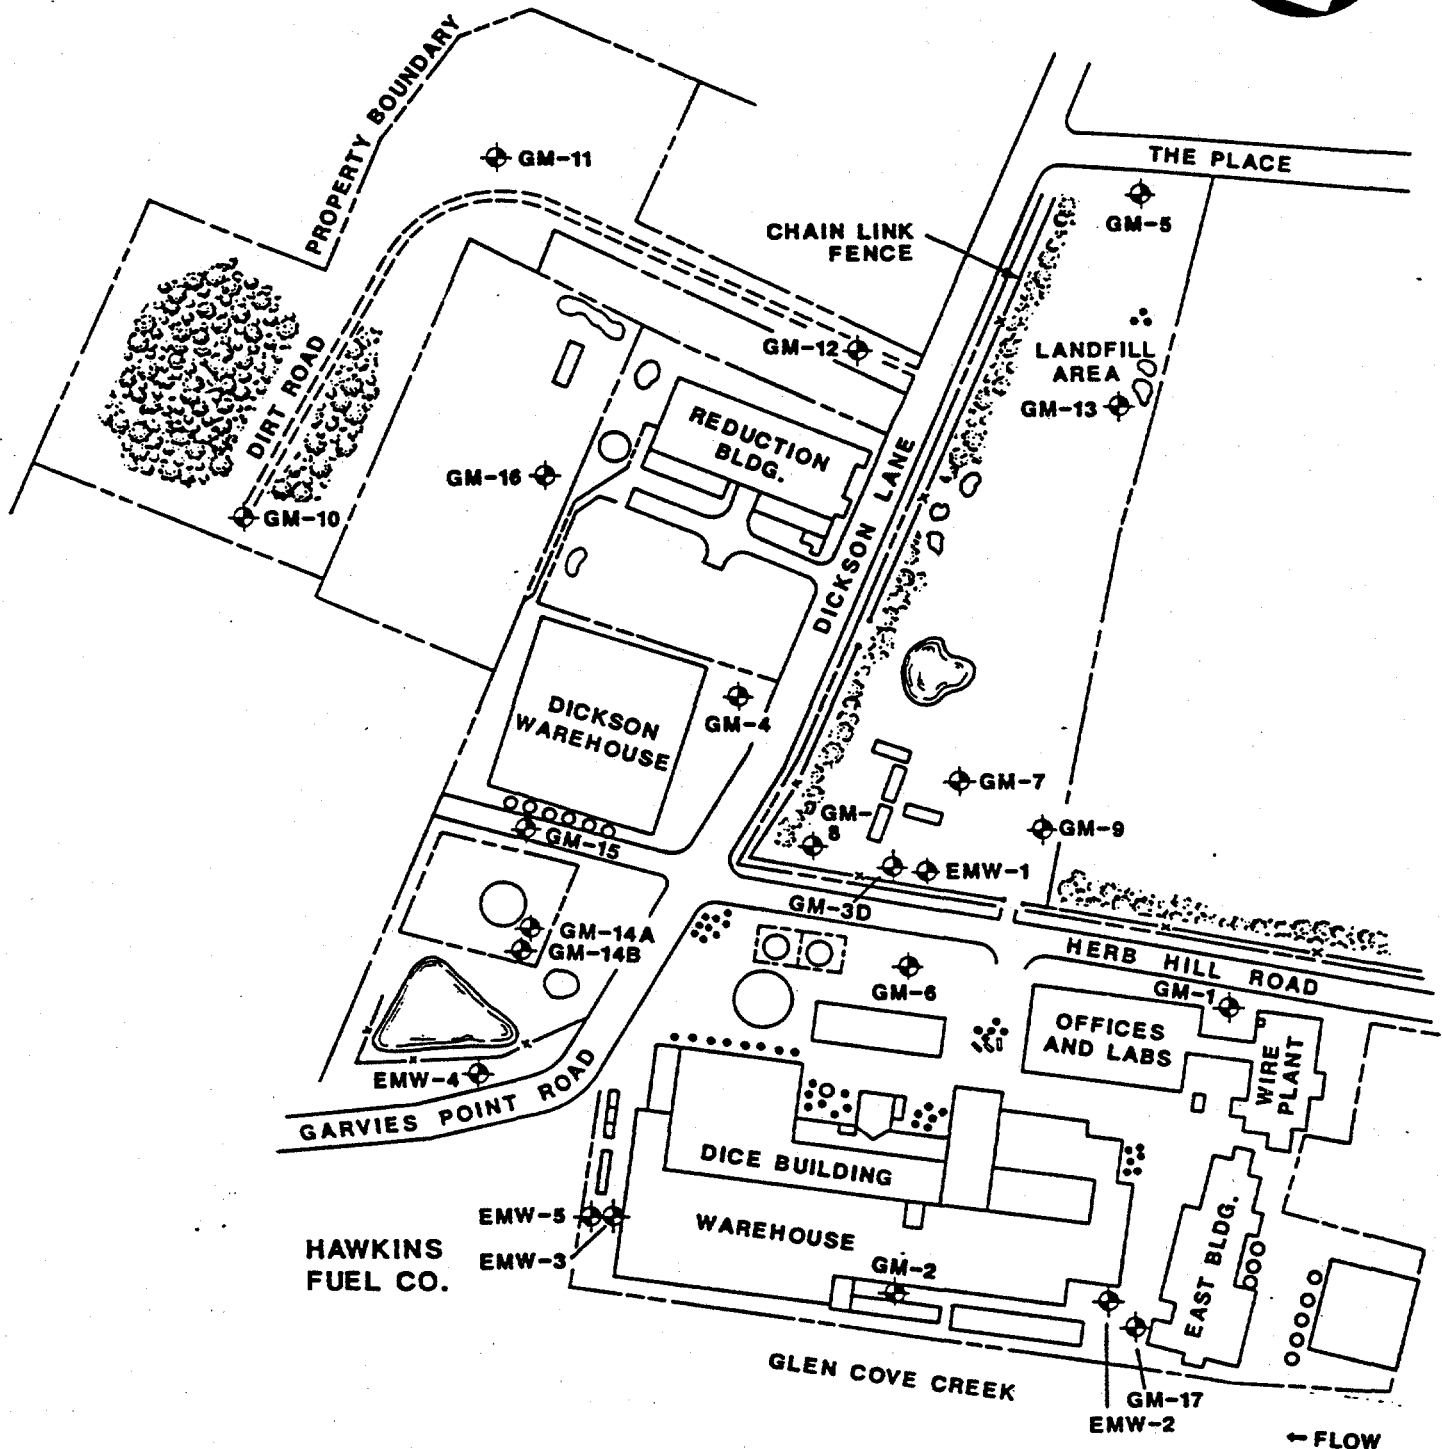 PROPERTY BOUNDARY
GM-11
THE PLACE
GM-5
CHAIN LINK
FENCE
GM-12
LANDFILL
AREA
GM-13
DIRT ROAD
REDUCTION
BLDG.
DICKSON LANE
GM-16
GM-10
DICKSON
WAREHOUSE
GM-4
GM-7
GM-
8
GM-9
GM-15
EMW-1
GM-3D
GM-14A
GM-14B
HERB HILL ROAD
GM-6
GM-1
OFFICES
AND LABS
WIRE
PLANT
EMW-4
GARVIES POINT ROAD
DICE BUILDING
EMW-5
EMW-3
WAREHOUSE
HAWKINS
FUEL CO.
GM-2
EAST BLDG.
GLEN COVE CREEK
GM-17
EMW-2
← FLOW